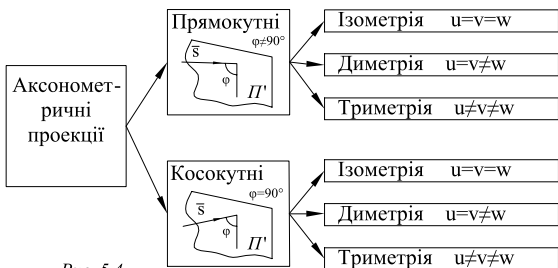 Аксономет-
ричні
проекції
Прямокутні
φ≠90°
s̅
φ
П'
Ізометрія u=v=w
Диметрія u=v≠w
Триметрія u≠v≠w
Косокутні
φ=90°
s̅
φ
П'
Ізометрія u=v=w
Диметрія u=v≠w
Триметрія u≠v≠w